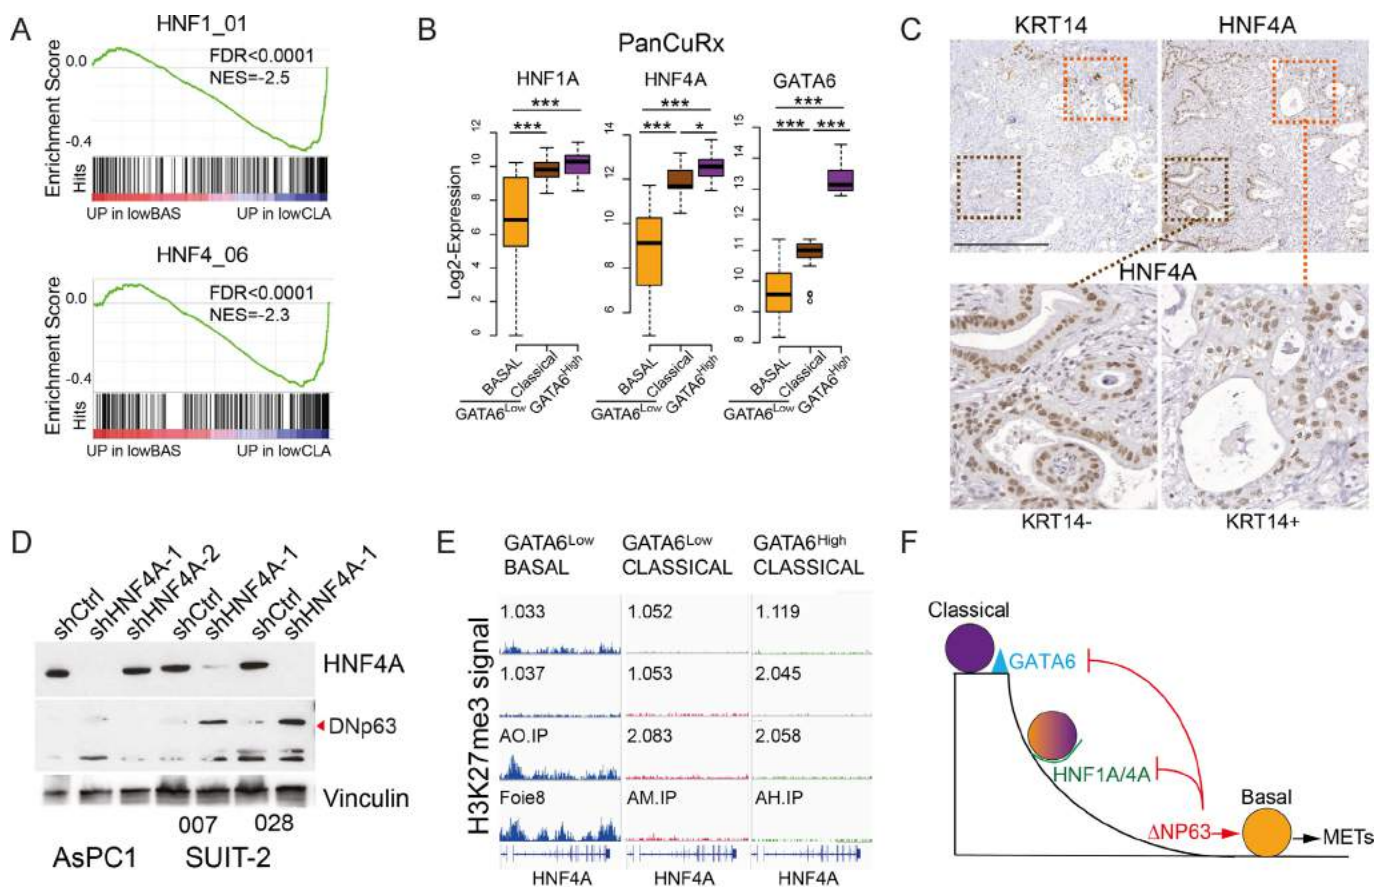 A
HNF1_01
Enrichment Score
0.0
-0.4
FDR<0.0001
NES=-2.5
Hits
UP in lowBAS
UP in lowCLA
HNF4_06
Enrichment Score
0.0
-0.4
FDR<0.0001
NES=-2.3
Hits
UP in lowBAS
UP in lowCLA
B
PanCuRx
Log2-Expression
HNF1A
***
***
12
10
8
6
4
2
0
BASAL
Classical
GATA6High
GATA6Low
HNF4A
***
***
*
14
12
10
8
6
BASAL
Classical
GATA6High
GATA6Low
GATA6
***
***
***
15
14
13
12
11
10
9
8
BASAL
Classical
GATA6High
GATA6Low
C
KRT14
HNF4A
HNF4A
KRT14-
KRT14+
D
shCtrl
shHNF4A-1
shHNF4A-2
shCtrl
shHNF4A-1
shCtrl
shHNF4A-1
HNF4A
DNp63
Vinculin
007
028
AsPC1
SUIT-2
E
GATA6Low
BASAL
GATA6Low
CLASSICAL
GATA6High
CLASSICAL
H3K27me3 signal
1.033
1.052
1.119
1.037
1.053
2.045
AO.IP
2.083
2.058
Foie8
AM.IP
AH.IP
HNF4A
HNF4A
HNF4A
F
Classical
GATA6
HNF1A/4A
Basal
ΔNP63
METs